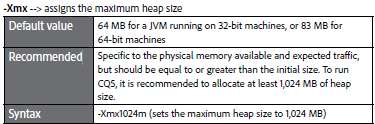 -Xmx --> assigns the maximum heap size
Default value
64 MB for a JVM running on 32-bit machines, or 83 MB for
64-bit machines
Recommended
Specific to the physical memory available and expected traffic,
but should be equal to or greater than the initial size. To run
CQ5, it is recommended to allocate at least 1,024 MB of heap
size.
Syntax
-Xmx1024m (sets the maximum heap size to 1,024 MB)